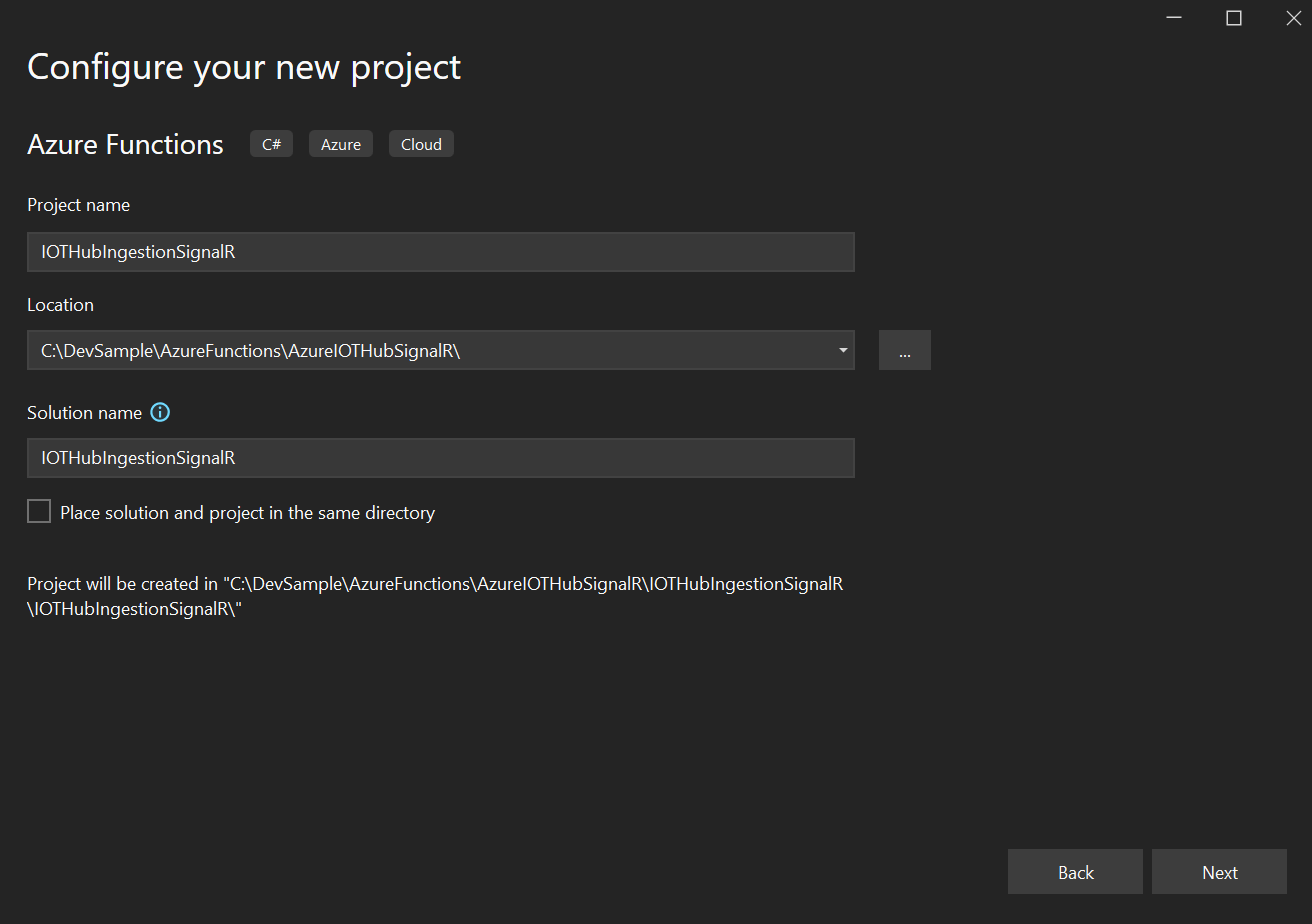 Configure your new project
Azure Functions C# Azure Cloud
Project name
IOTHubIngestionSignalR
Location
C:\DevSample\AzureFunctions\AzureIOTHubSignalR\
...
Solution name
IOTHubIngestionSignalR
Place solution and project in the same directory
Project will be created in "C:\DevSample\AzureFunctions\AzureIOTHubSignalR\IOTHubIngestionSignalR
\IOTHubIngestionSignalR\"
Back Next